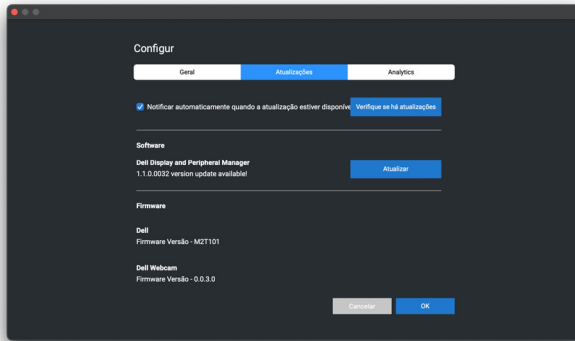 Configur
Geral
Atualizações
Analytics
Notificar automaticamente quando a atualização estiver disponíve
Verifique se há atualizações
Software
Dell Display and Peripheral Manager
1.1.0.0032 version update available!
Atualizar
Firmware
Dell
Firmware Versão - M2T101
Dell Webcam
Firmware Versão - 0.0.3.0
Cancelar
OK